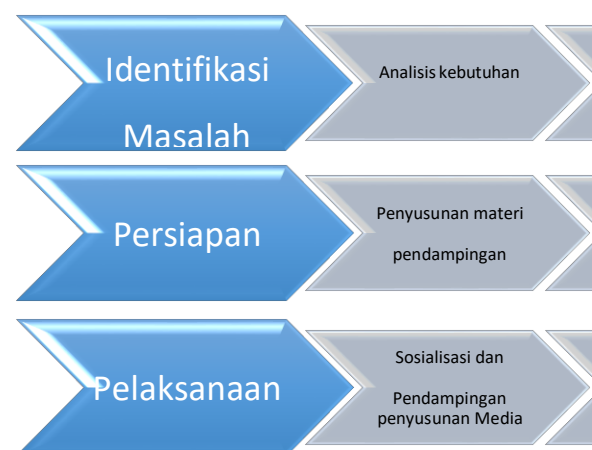 Identifikasi
Masalah
Analisis kebutuhan
Persiapan
Penyusunan materi
pendampingan
Pelaksanaan
Sosialisasi dan
Pendampingan
penyusunan Media